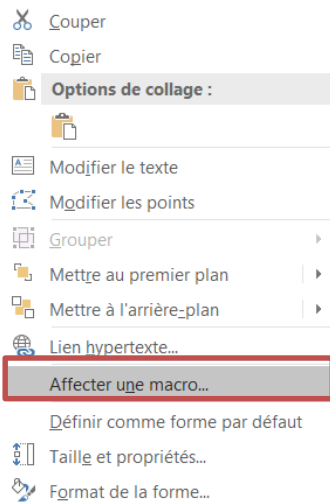 Couper
Copier
Options de collage :
Modifier le texte
Modifier les points
Grouper
Mettre au premier plan
Mettre à l'arrière-plan
Lien hypertexte...
Affecter une macro...
Définir comme forme par défaut
Taille et propriétés...
Format de la forme...